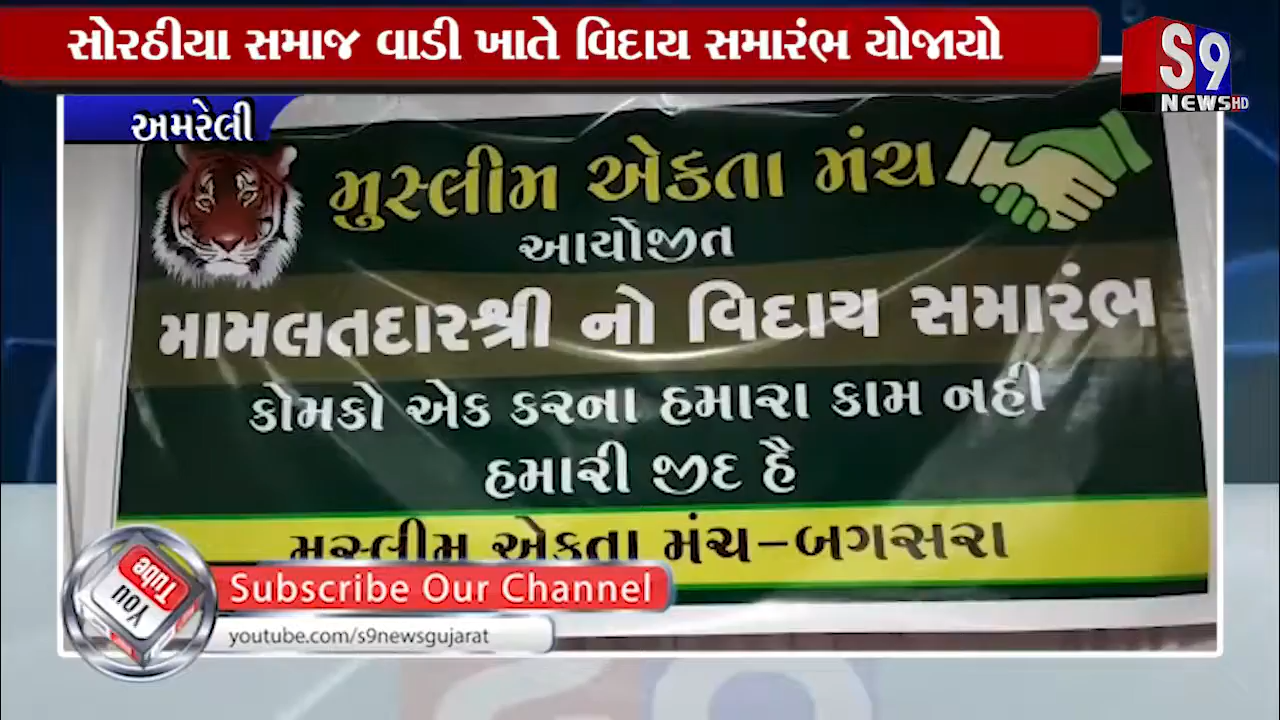 સોરઠીયા સમાજ વાડી ખાતે વિદાય સમારંભ યોજાયો
S9
NEWS HD
અમરેલી
મુસ્લીમ એકતા મંચ
આયોજીત
મામલતદારશ્રી નો વિદાય સમારંભ
કોમકો એક કરના હમારા કામ નહી
હમારી જીદ હૈ
મુસ્લીમ એકતા મંચ-બગસરા
You
Tube
Subscribe Our Channel
youtube.com/s9newsgujarat